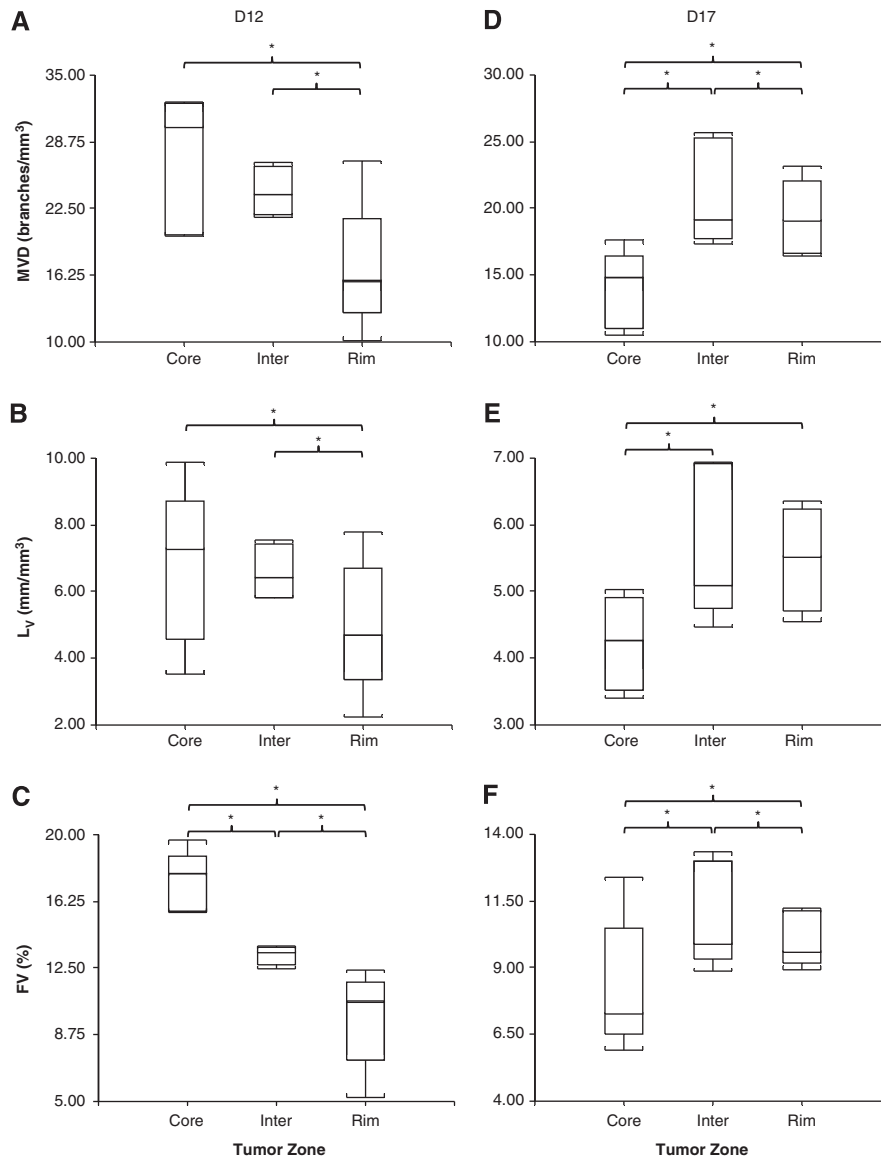 A
D12
*
*
35.00
28.75
22.50
16.25
10.00
MVD (branches/mm³)
Core Inter Rim
D
D17
*
*
*
30.00
25.00
20.00
15.00
10.00
Core Inter Rim
B
*
*
10.00
8.00
6.00
4.00
2.00
Lv (mm/mm³)
Core Inter Rim
E
*
*
7.00
6.00
5.00
4.00
3.00
Core Inter Rim
C
*
*
*
20.00
16.25
12.50
8.75
5.00
FV (%)
Core Inter Rim
Tumor Zone
F
*
*
*
14.00
11.50
9.00
6.50
4.00
Core Inter Rim
Tumor Zone